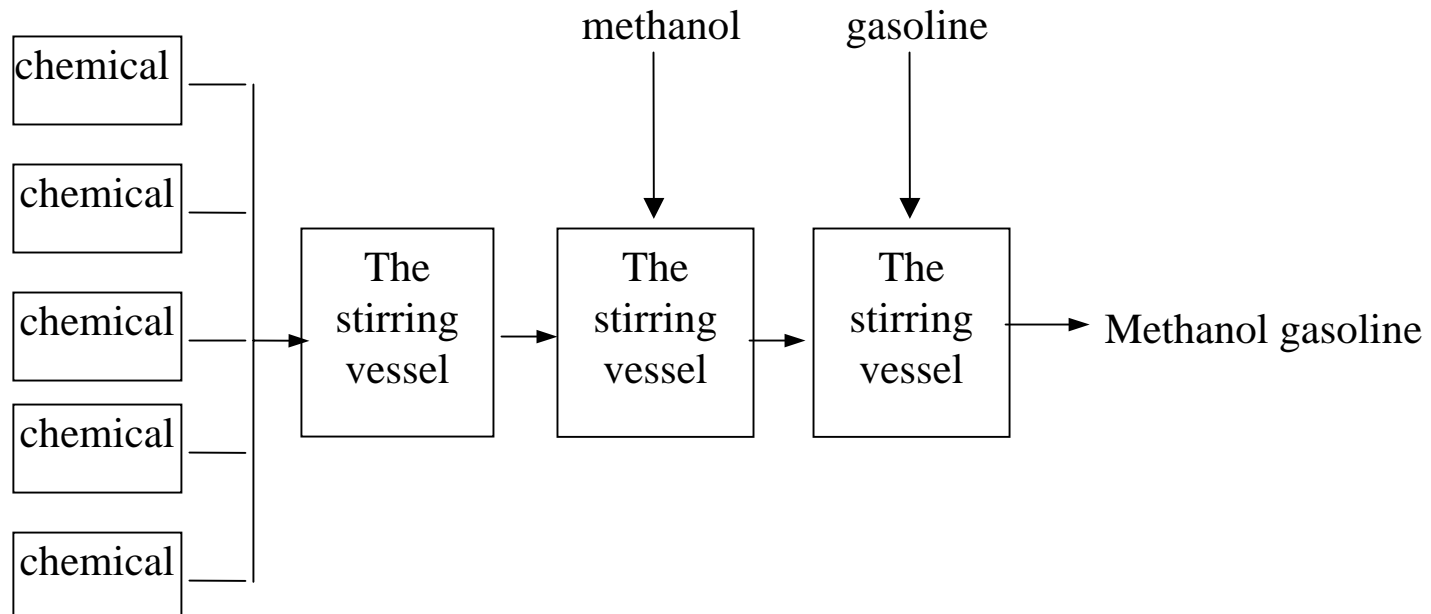 methanol
gasoline
chemical
chemical
chemical
chemical
chemical
The
stirring
vessel
The
stirring
vessel
The
stirring
vessel
Methanol gasoline